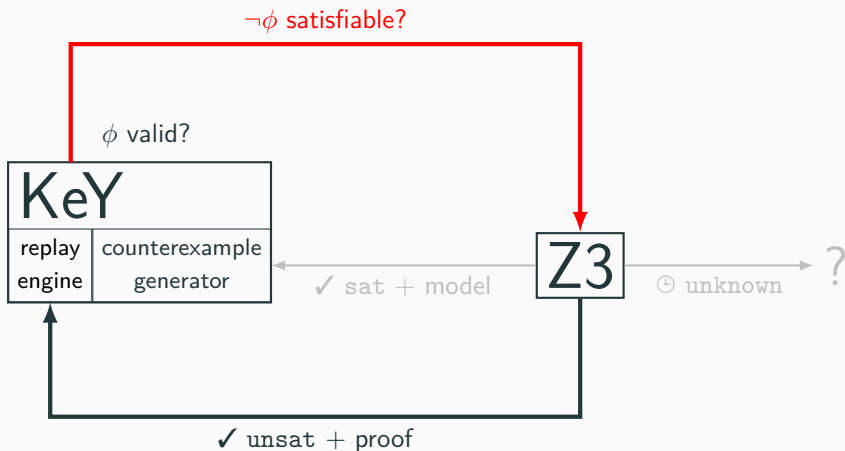 ¬ϕ satisfiable?
ϕ valid?
KeY
replay
engine
counterexample
generator
✓ sat + model
Z3
🕒 unknown
?
✓ unsat + proof